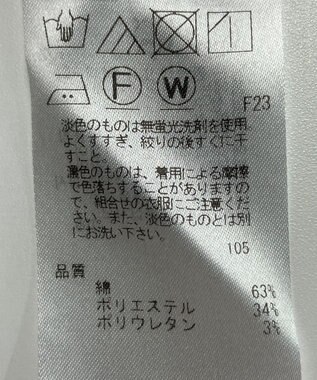 F W
F23
淡色のものは無蛍光洗剤を使用
よくすすぎ、絞りの後すぐに干
すこと。
濃色のものは、着用による摩擦
で色落ちすることがありますの
で、組合せの衣服にご注意くだ
さい。また、淡色のものとは別
にお洗い下さい。
105
品質
綿 63%
ポリエステル 34%
ポリウレタン 3%